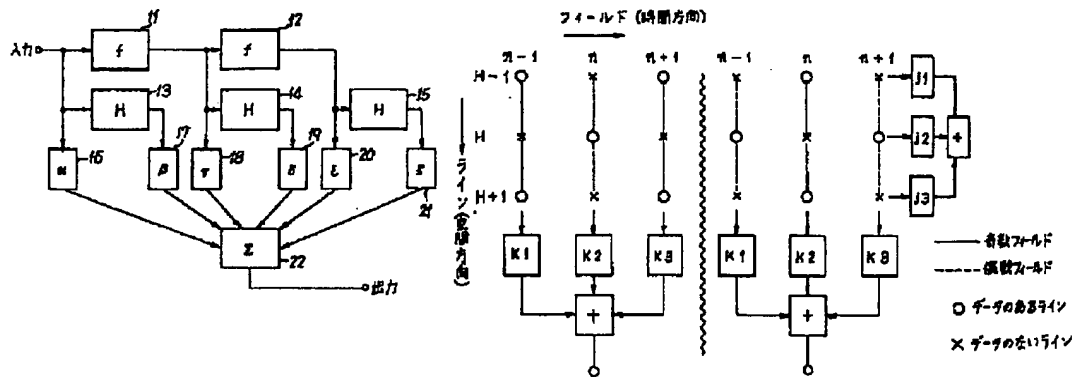 11
12
入力
f
f
13
14
15
H
H
H
16
17
18
19
20
α
β
γ
δ
ε
ζ
21
Σ
22
出力
フィールド(時間方向)
n-1
n
n+1
n-1
n
n+1
H-1
H
H+1
ライン(空間方向)
j1
j2
j3
+
K1
K2
K3
K1
K2
K3
+
+
奇数フィールド
偶数フィールド
データのあるライン
データのないライン